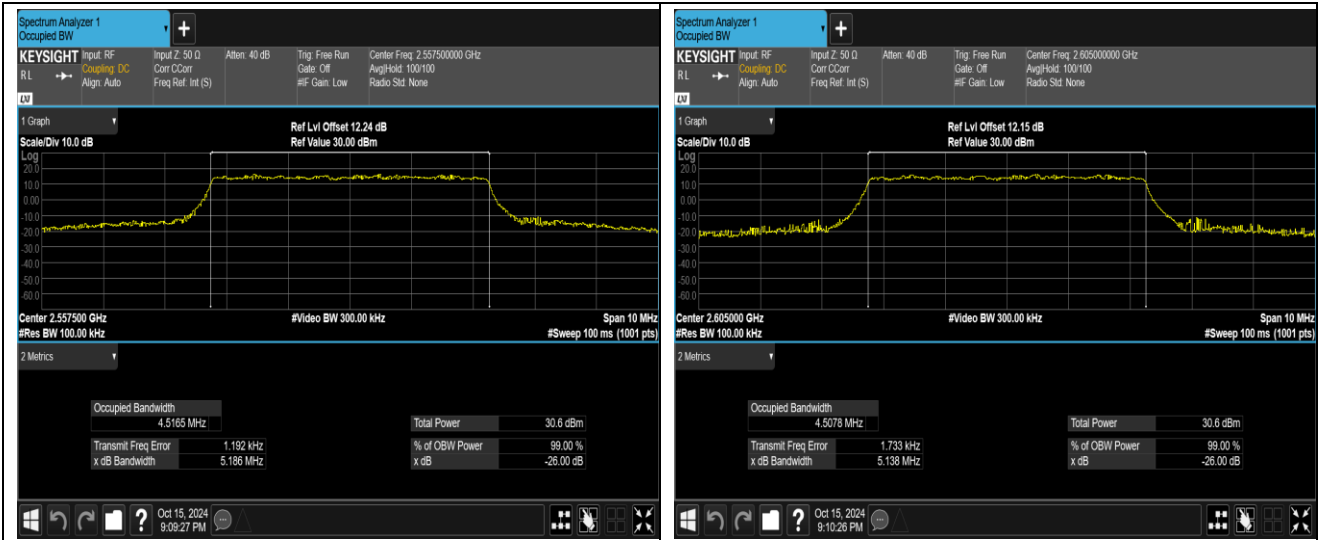 Spectrum Analyzer 1
Occupied BW
+
KEYSIGHT Input: RF Input Z: 50 Ω Atten: 40 dB Trig: Free Run Center Freq: 2.557500000 GHz
Coupling: DC Corr CCorr Gate: Off Avg|Hold: 100/100
RL Align: Auto Freq Ref: Int (S) #IF Gain: Low Radio Std: None
LXI
1 Graph
Ref Lvl Offset 12.24 dB
Scale/Div 10.0 dB Ref Value 30.00 dBm
Log
20.0
10.0
0.00
-10.0
-20.0
-30.0
-40.0
-50.0
-60.0
Center 2.557500 GHz #Video BW 300.00 kHz Span 10 MHz
#Res BW 100.00 kHz #Sweep 100 ms (1001 pts)
2 Metrics
Occupied Bandwidth
4.5165 MHz Total Power 30.6 dBm
Transmit Freq Error 1.192 kHz % of OBW Power 99.00 %
x dB Bandwidth 5.186 MHz x dB -26.00 dB
? Oct 15, 2024
9:09:27 PM
Spectrum Analyzer 1
Occupied BW
+
KEYSIGHT Input: RF Input Z: 50 Ω Atten: 40 dB Trig: Free Run Center Freq: 2.605000000 GHz
Coupling: DC Corr CCorr Gate: Off Avg|Hold: 100/100
RL Align: Auto Freq Ref: Int (S) #IF Gain: Low Radio Std: None
LXI
1 Graph
Ref Lvl Offset 12.15 dB
Scale/Div 10.0 dB Ref Value 30.00 dBm
Log
20.0
10.0
0.00
-10.0
-20.0
-30.0
-40.0
-50.0
-60.0
Center 2.605000 GHz #Video BW 300.00 kHz Span 10 MHz
#Res BW 100.00 kHz #Sweep 100 ms (1001 pts)
2 Metrics
Occupied Bandwidth
4.5078 MHz Total Power 30.6 dBm
Transmit Freq Error 1.733 kHz % of OBW Power 99.00 %
x dB Bandwidth 5.138 MHz x dB -26.00 dB
? Oct 15, 2024
9:10:26 PM